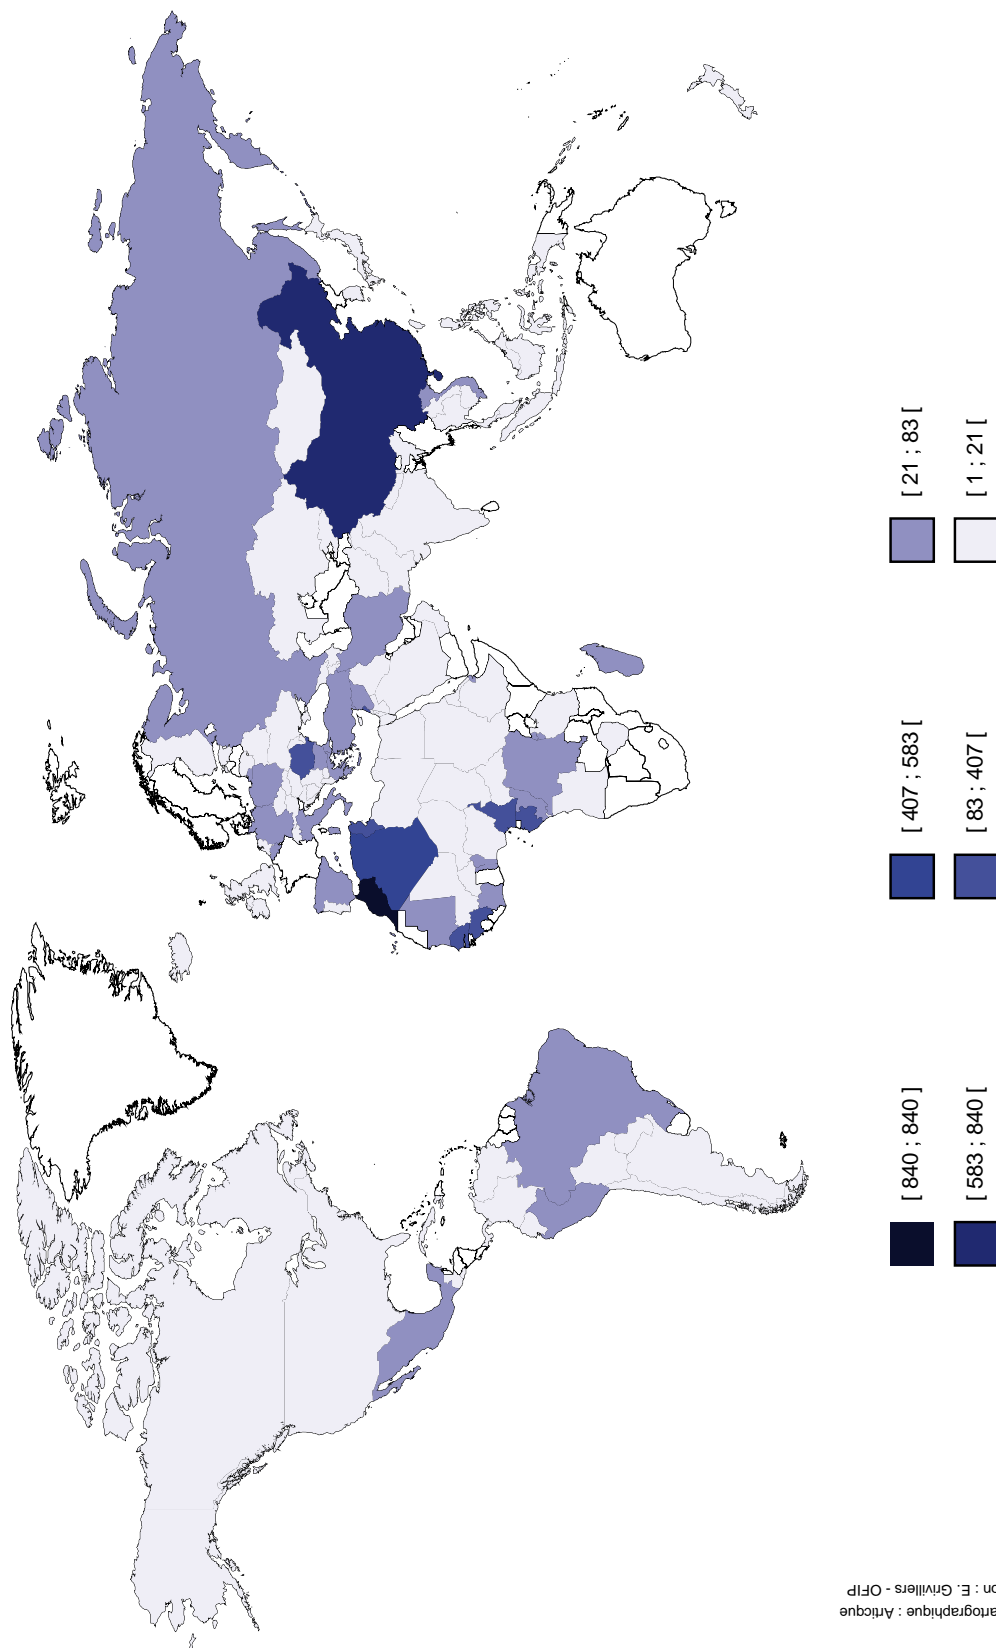 [ 840 ; 840 ]
[ 583 ; 840 [
[ 407 ; 583 [
[ 83 ; 407 [
[ 21 ; 83 [
[ 1 ; 21 [
artographique : Articque
on : E. Grivillers - OFIP